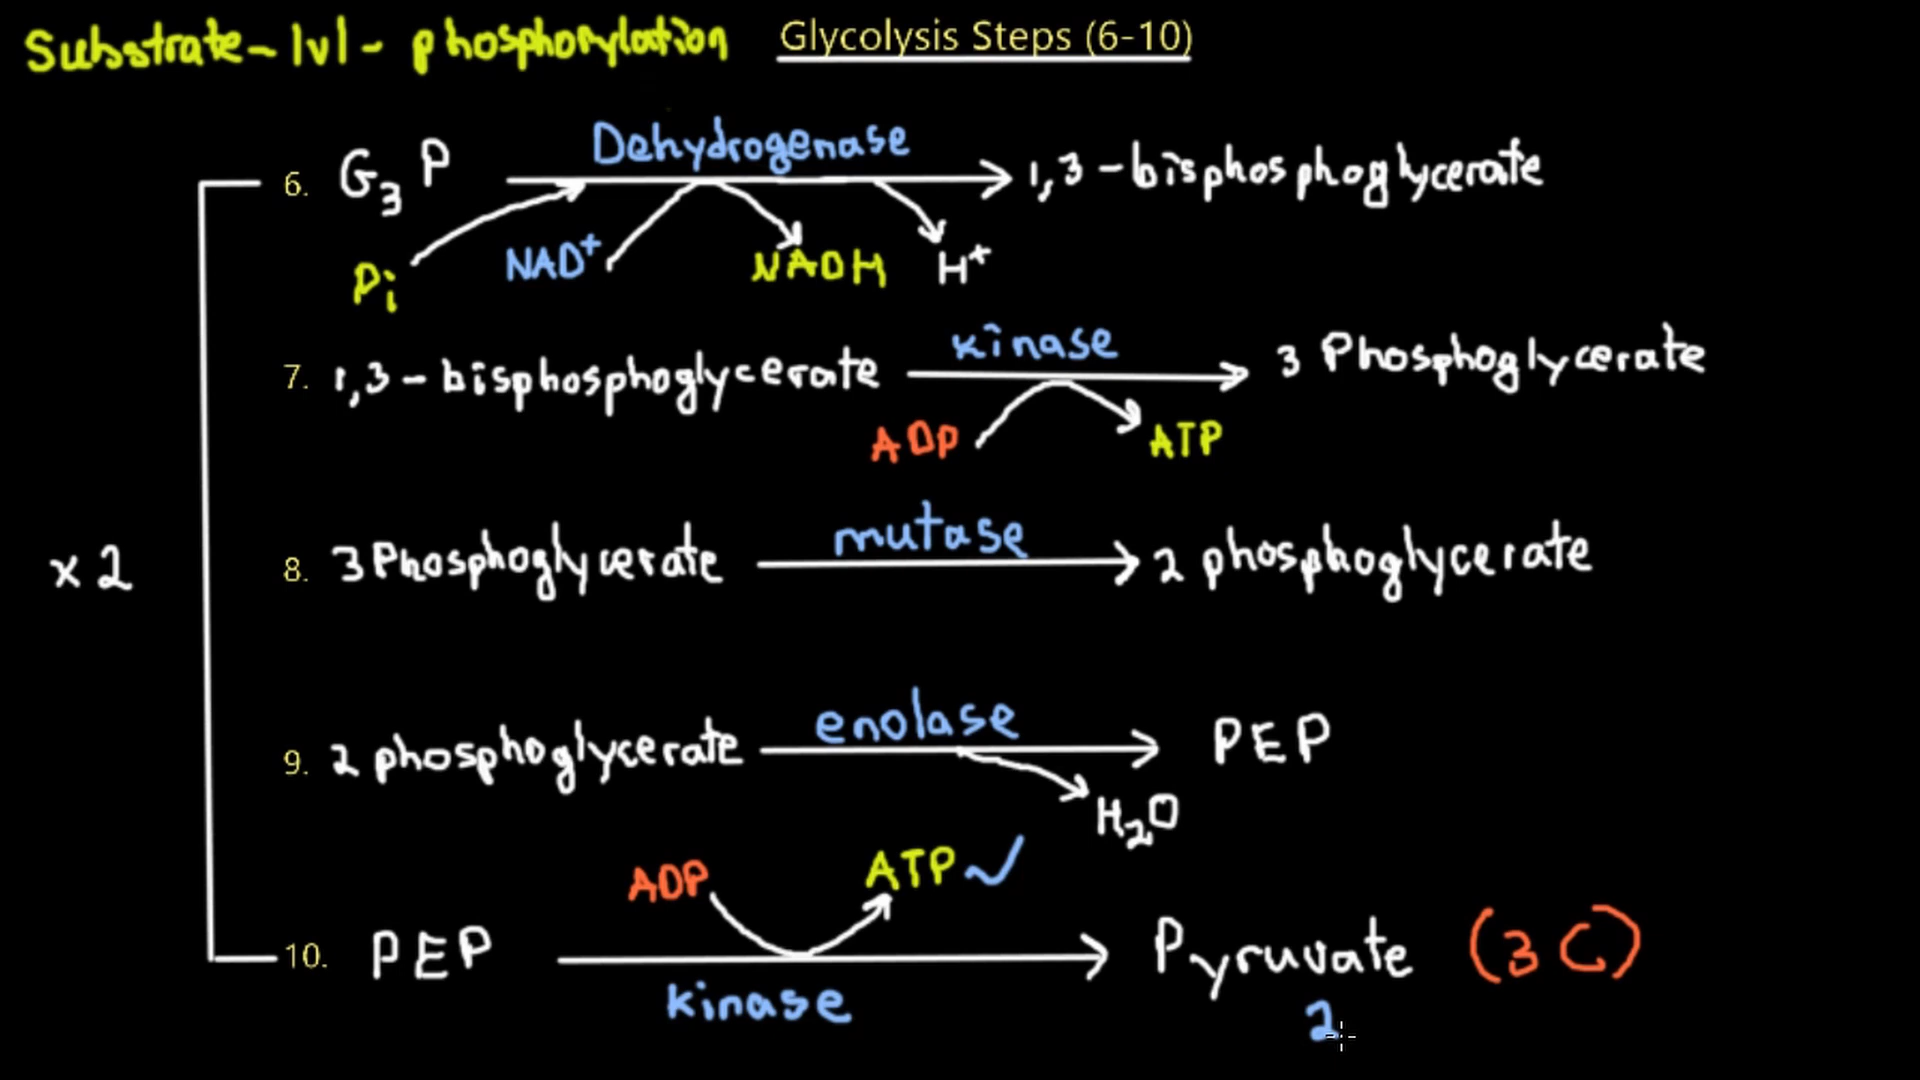 Substrate-lvl-phosphorylation Glycolysis Steps (6-10)
Dehydrogenase
6. G3P 1,3-bisphosphoglycerate
Pi NAD+ NADH H+
kinase
7. 1,3-bisphosphoglycerate 3 Phosphoglycerate
ADP ATP
mutase
x2 8. 3 Phosphoglycerate 2 phosphoglycerate
enolase
9. 2 phosphoglycerate PEP
H2O
ADP ATP
10. PEP Pyruvate (3C)
kinase 2